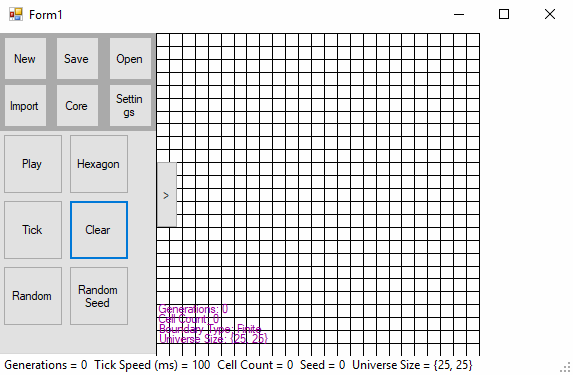 Form1
New Save Open
Import Core Settin
gs
Play Hexagon
>
Tick Clear
Random Random
Seed
Generations: 0
Cell Count: 0
Boundary Type: Finite
Universe Size: {25, 25}
Generations = 0 Tick Speed (ms) = 100 Cell Count = 0 Seed = 0 Universe Size = {25, 25}